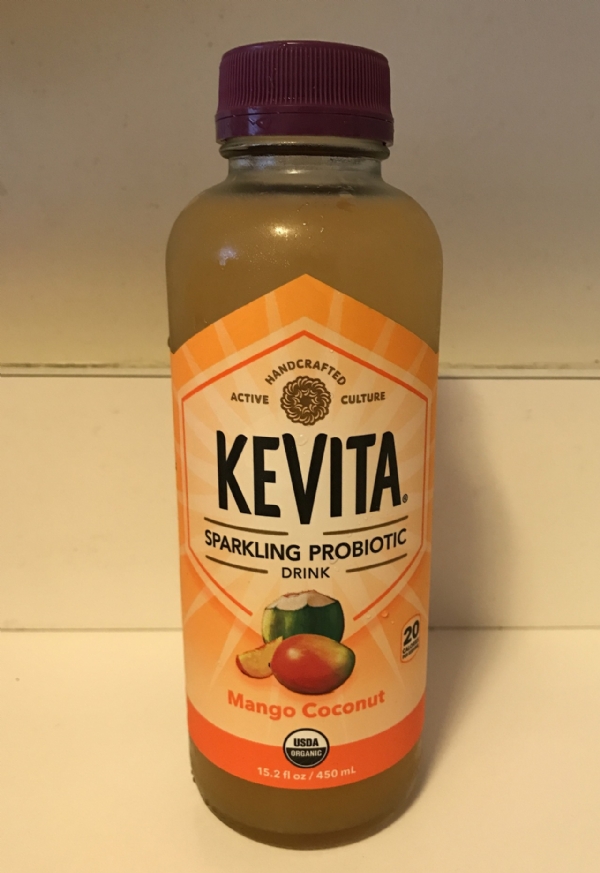 HANDCRAFTED
ACTIVE CULTURE
KEVITA®
SPARKLING PROBIOTIC
DRINK
20
Mango Coconut
USDA
ORGANIC
15.2 fl oz / 450 mL